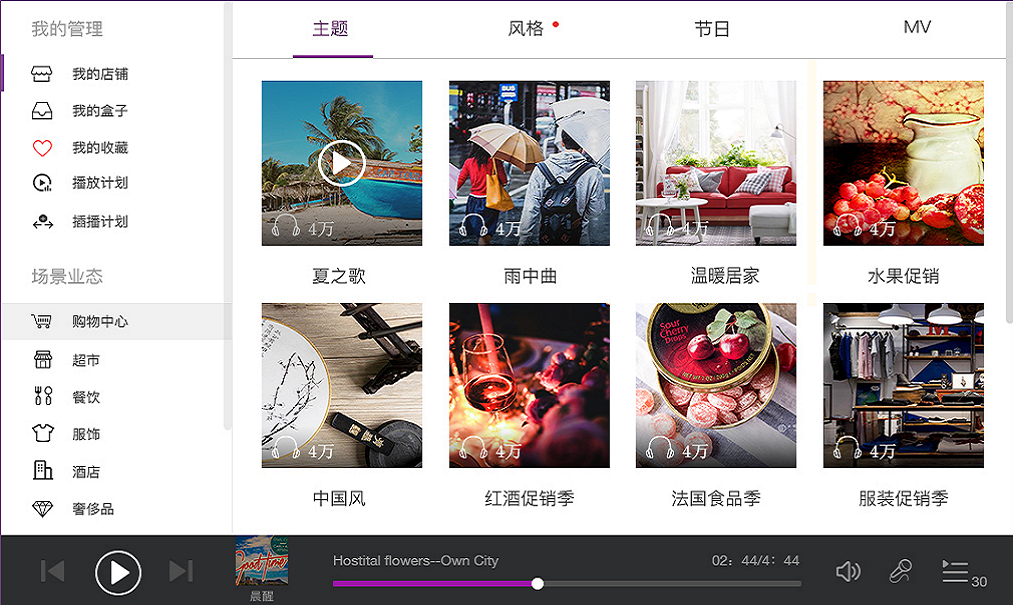 我的管理
我的店铺
我的盒子
我的收藏
播放计划
插播计划
场景业态
购物中心
超市
餐饮
服饰
酒店
奢侈品
主题
风格
节日
MV
BUS
4万
4万
4万
4万
夏之歌
雨中曲
温暖居家
水果促销
Sour
Cherry
Drops
4万
4万
4万
4万
中国风
红酒促销季
法国食品季
服装促销季
Good time
晨醒
Hostital flowers--Own City
02：44/4：44
30